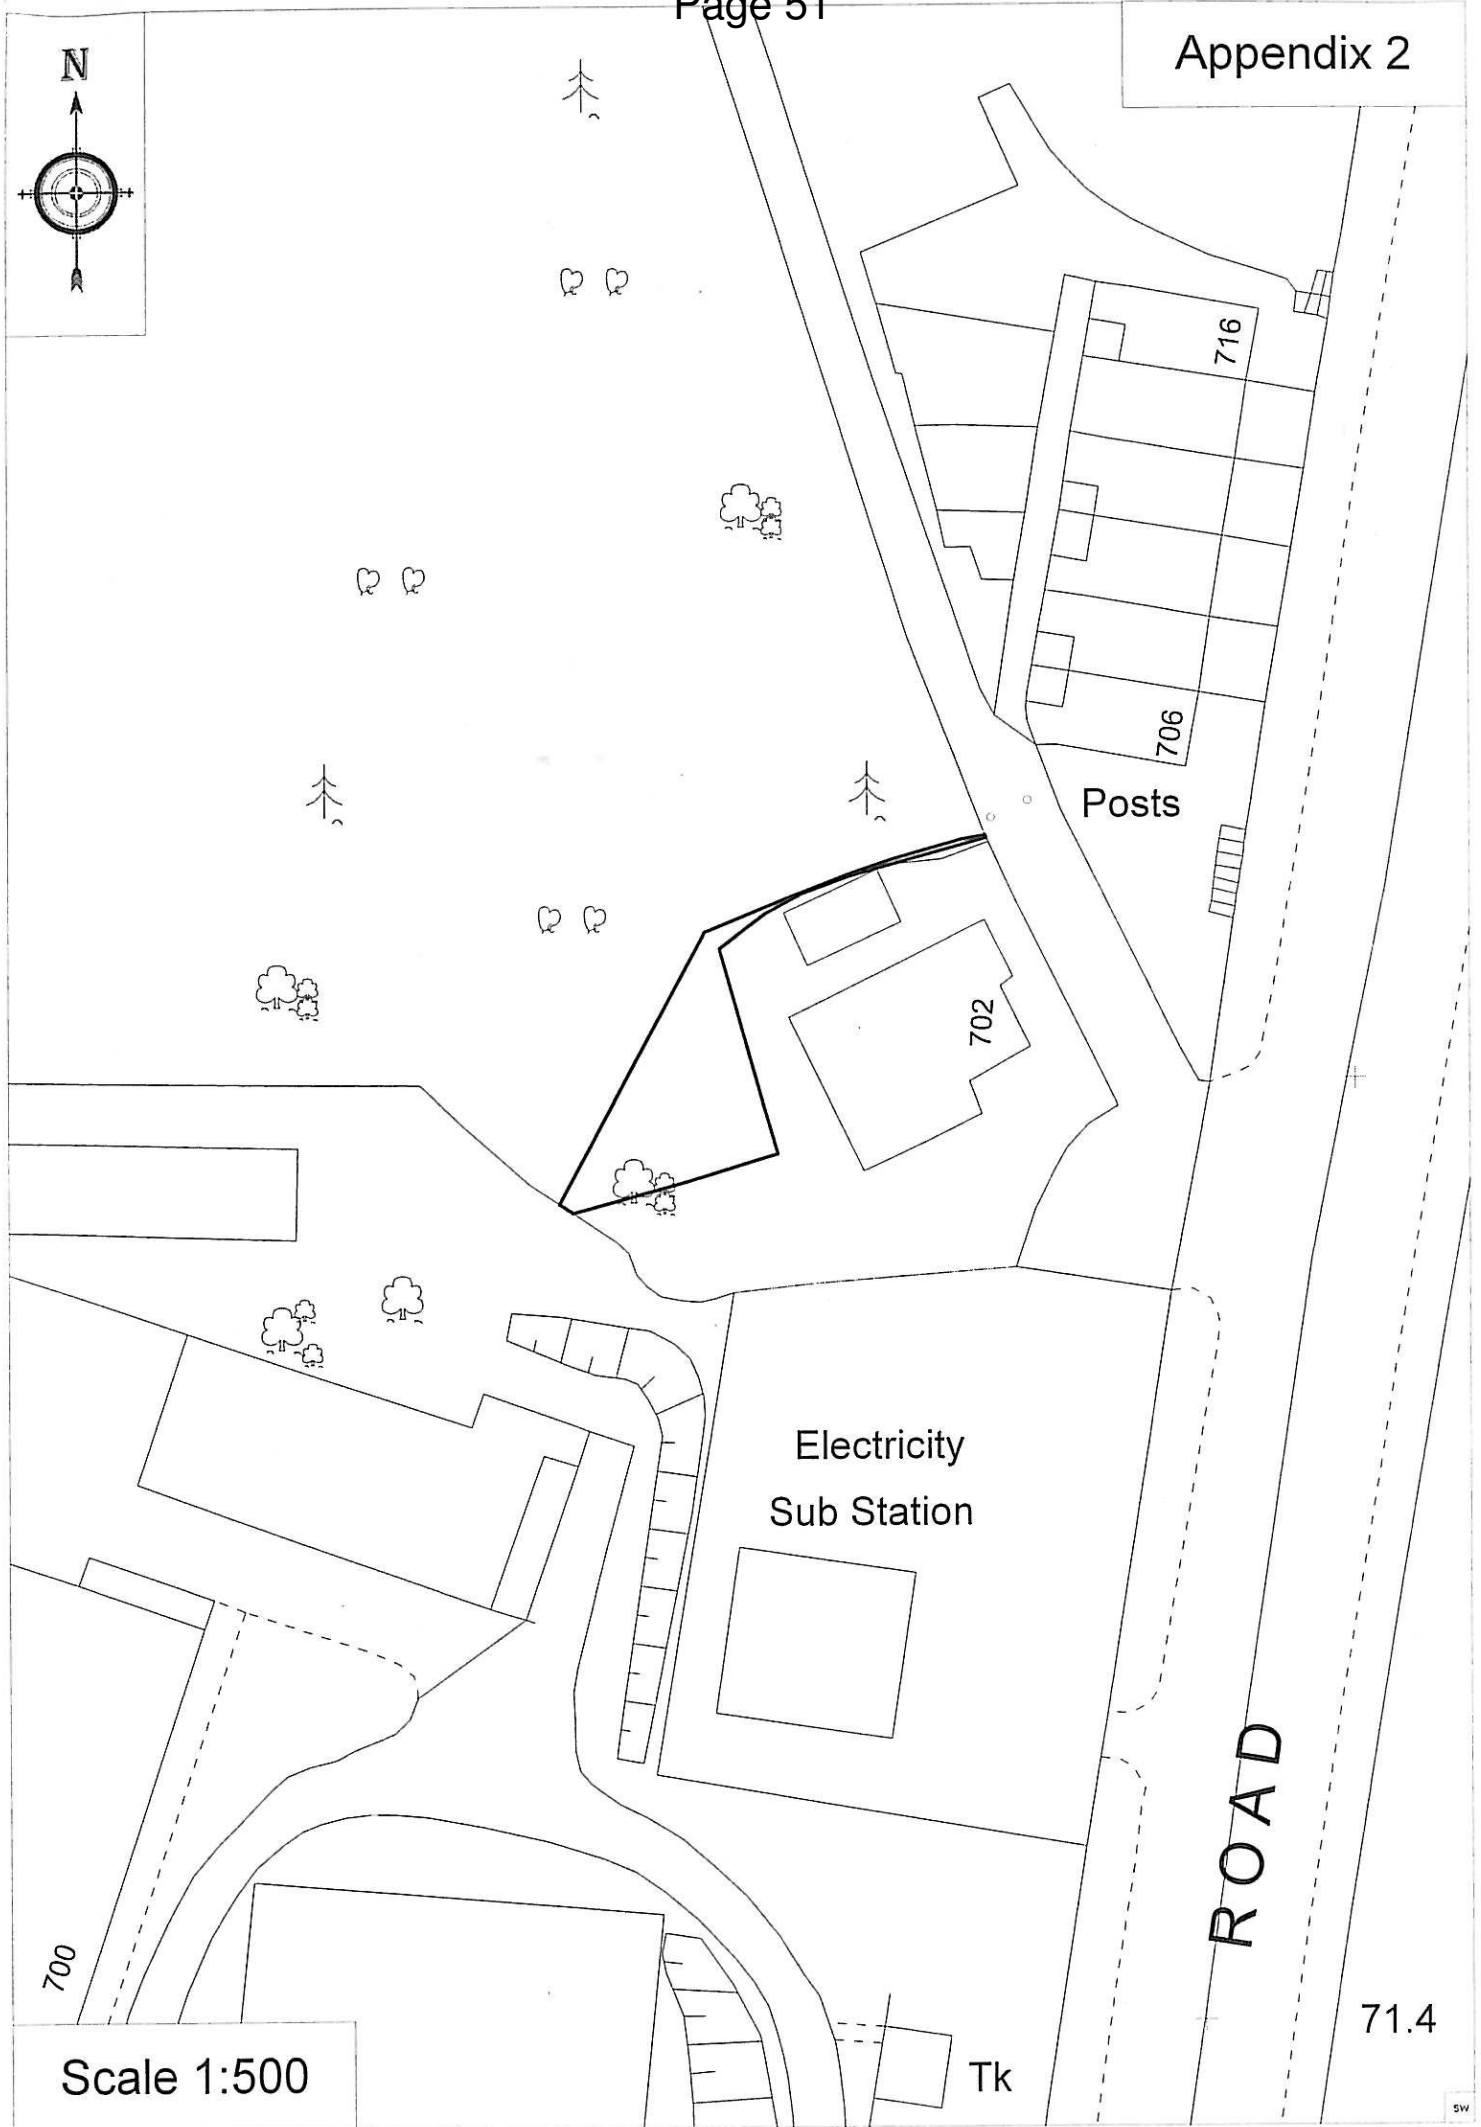 Page 51
Appendix 2
N
716
706
Posts
702
Electricity
Sub Station
ROAD
700
71.4
Scale 1:500
Tk
SW